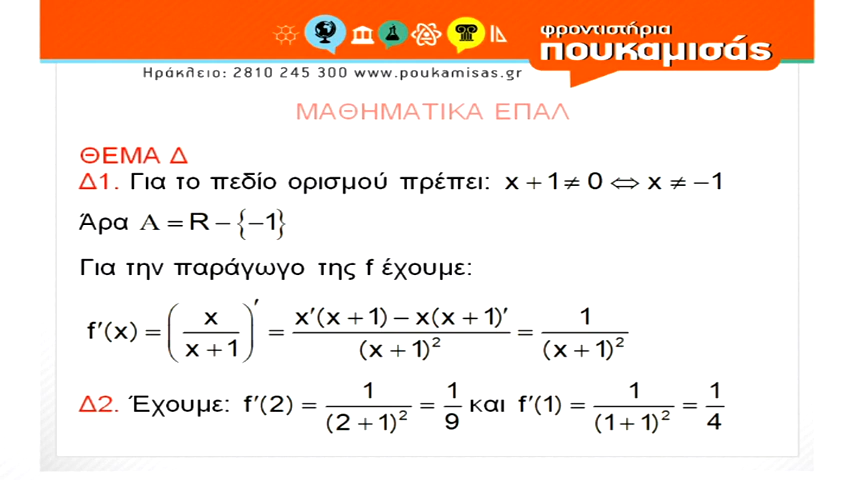 φροντιστήρια
πουκαμισάς
Ηράκλειο: 2810 245 300 www.poukamisas.gr
ΜΑΘΗΜΑΤΙΚΑ ΕΠΑΛ
ΘΕΜΑ Δ
Δ1. Για το πεδίο ορισμού πρέπει: x + 1 ≠ 0 ⇔ x ≠ −1
Άρα A = R − {−1}
Για την παράγωγο της f έχουμε:
f′(x) = (x / (x + 1))′ = (x′(x + 1) − x(x + 1)′) / (x + 1)² = 1 / (x + 1)²
Δ2. Έχουμε: f′(2) = 1 / (2 + 1)² = 1/9 και f′(1) = 1 / (1 + 1)² = 1/4